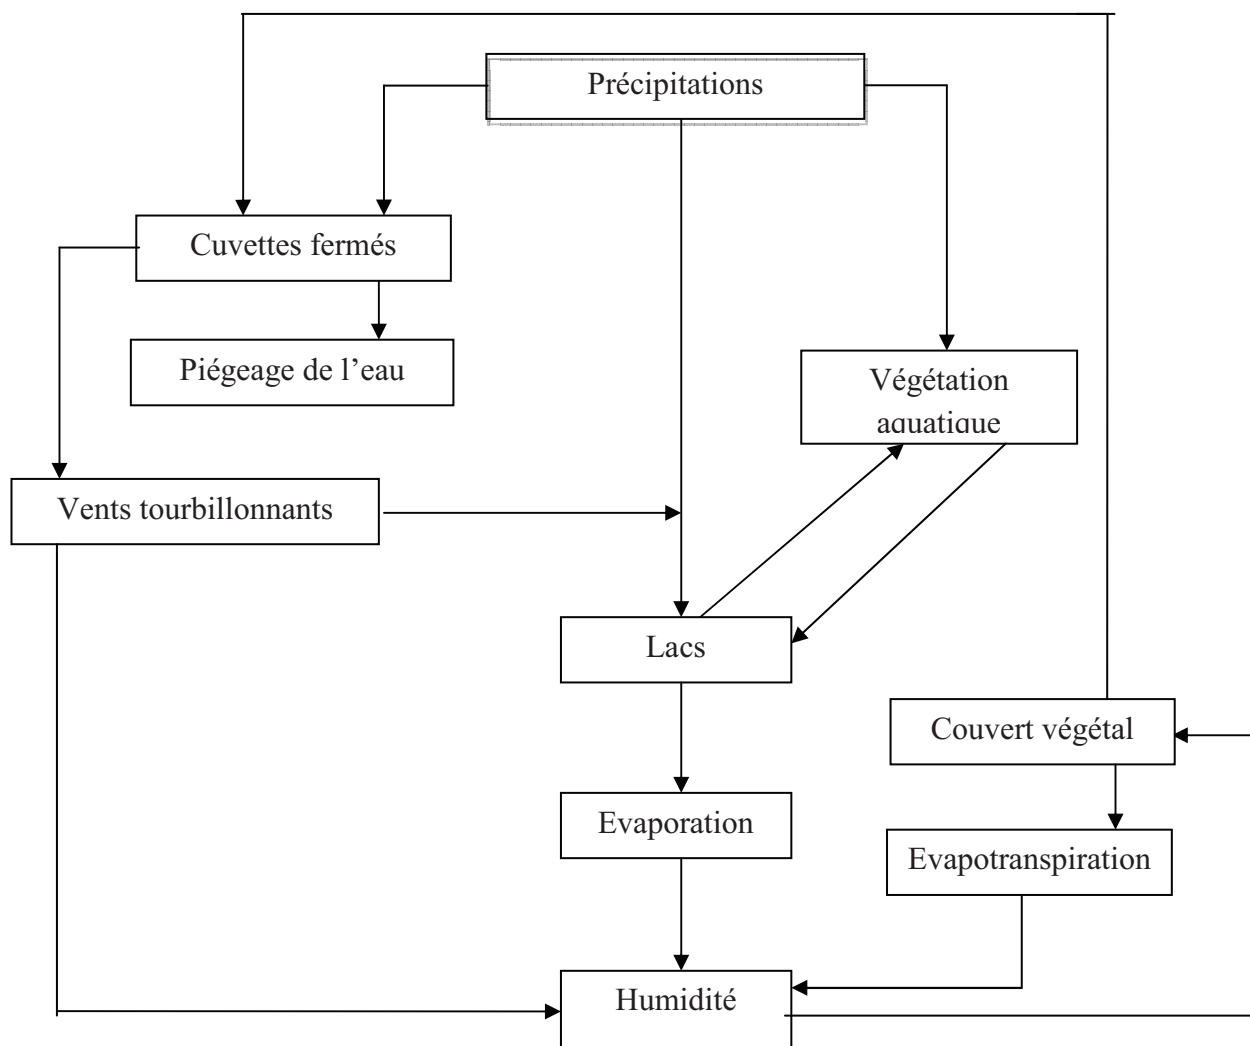 Précipitations
Cuvettes fermés
Piégeage de l’eau
Végétation
aquatique
Vents tourbillonnants
Lacs
Couvert végétal
Evaporation
Evapotranspiration
Humidité